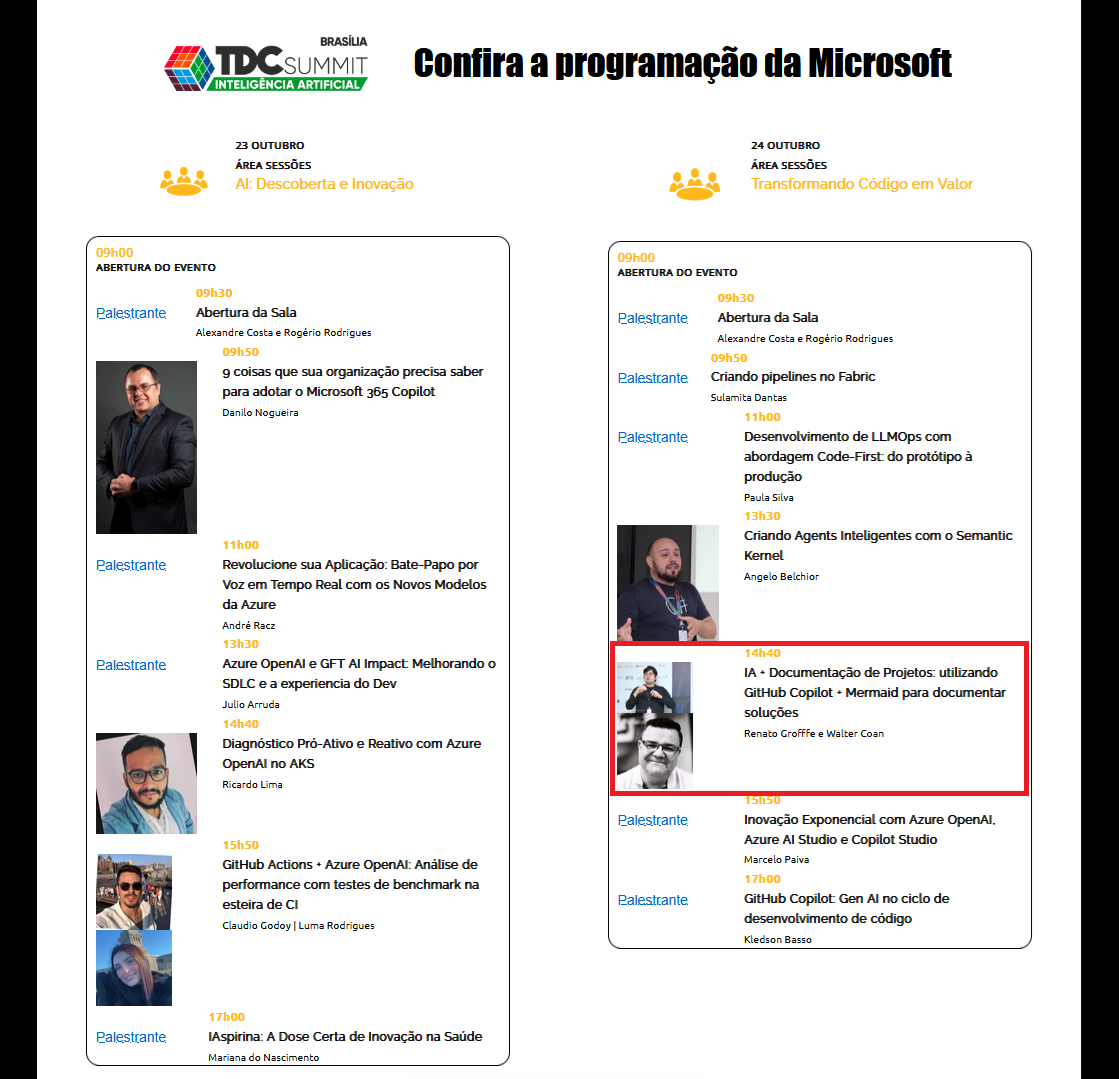 BRASÍLIA
TDC SUMMIT
INTELIGÊNCIA ARTIFICIAL
Confira a programação da Microsoft
23 OUTUBRO
ÁREA SESSÕES
AI: Descoberta e Inovação
09h00
ABERTURA DO EVENTO
09h30
Palestrante
Abertura da Sala
Alexandre Costa e Rogério Rodrigues
09h50
9 coisas que sua organização precisa saber
para adotar o Microsoft 365 Copilot
Danilo Nogueira
11h00
Palestrante
Revolucione sua Aplicação: Bate-Papo por
Voz em Tempo Real com os Novos Modelos
da Azure
André Racz
13h30
Palestrante
Azure OpenAI e GFT AI Impact: Melhorando o
SDLC e a experiencia do Dev
Julio Arruda
14h40
Diagnóstico Pró-Ativo e Reativo com Azure
OpenAI no AKS
Ricardo Lima
15h50
GitHub Actions + Azure OpenAI: Análise de
performance com testes de benchmark na
esteira de CI
Claudio Godoy | Luma Rodrigues
17h00
Palestrante
IAspirina: A Dose Certa de Inovação na Saúde
Mariana do Nascimento
24 OUTUBRO
ÁREA SESSÕES
Transformando Código em Valor
09h00
ABERTURA DO EVENTO
09h30
Palestrante
Abertura da Sala
Alexandre Costa e Rogério Rodrigues
09h50
Palestrante
Criando pipelines no Fabric
Sulamita Dantas
11h00
Palestrante
Desenvolvimento de LLMOps com
abordagem Code-First: do protótipo à
produção
Paula Silva
13h30
Criando Agents Inteligentes com o Semantic
Kernel
Angelo Belchior
14h40
IA + Documentação de Projetos: utilizando
GitHub Copilot + Mermaid para documentar
soluções
Renato Grofffe e Walter Coan
15h50
Palestrante
Inovação Exponencial com Azure OpenAI,
Azure AI Studio e Copilot Studio
Marcelo Paiva
17h00
Palestrante
GitHub Copilot: Gen AI no ciclo de
desenvolvimento de código
Kledson Basso